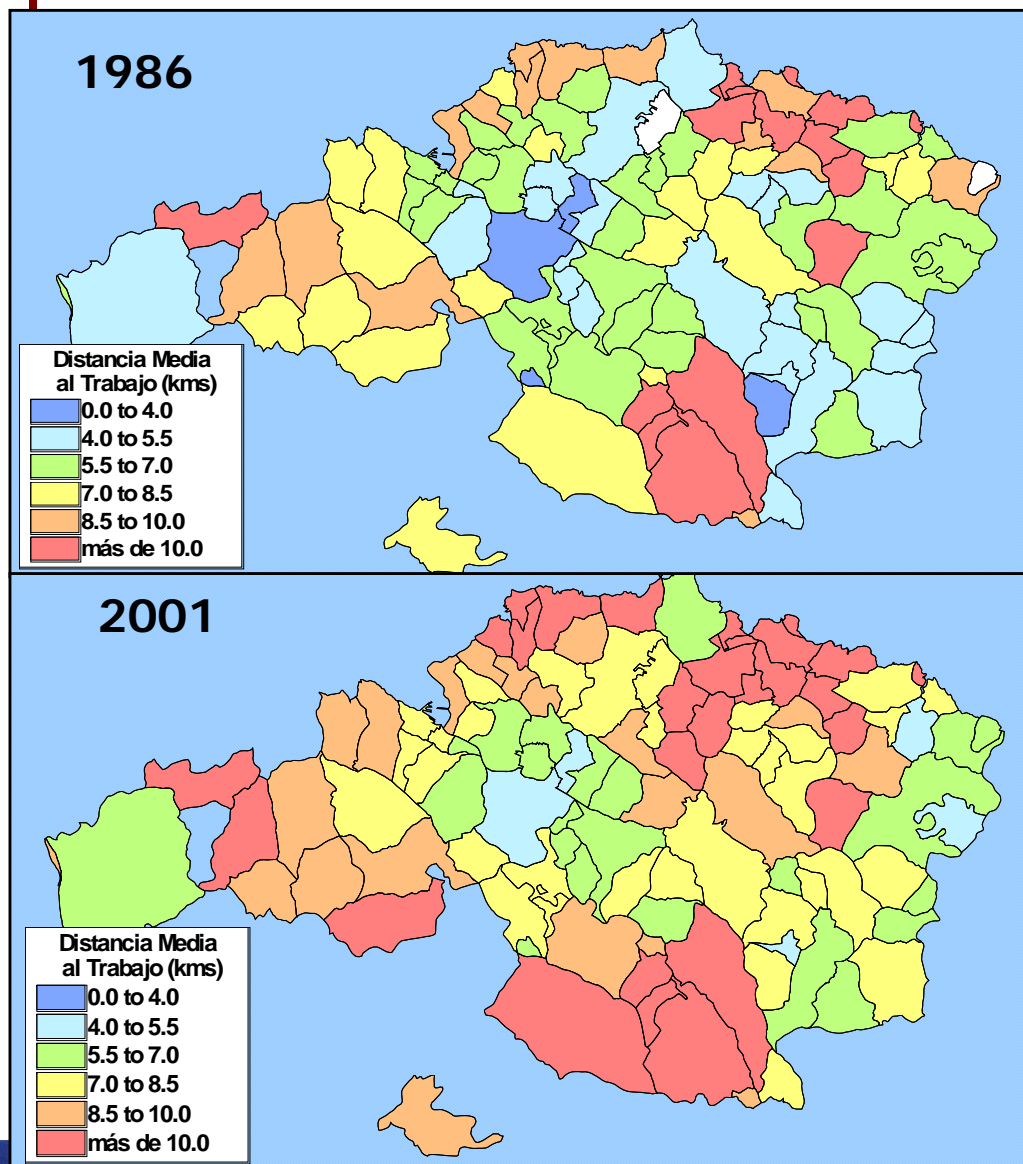 1986
Distancia Media
al Trabajo (kms)
0.0 to 4.0
4.0 to 5.5
5.5 to 7.0
7.0 to 8.5
8.5 to 10.0
más de 10.0
2001
Distancia Media
al Trabajo (kms)
0.0 to 4.0
4.0 to 5.5
5.5 to 7.0
7.0 to 8.5
8.5 to 10.0
más de 10.0